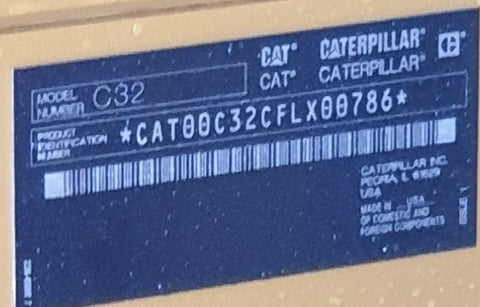 CAT® CATERPILLAR®
CAT® CATERPILLAR®
MODEL NUMBER C32
PRODUCT IDENTIFICATION NUMBER *CAT00C32CFLX00786*
CATERPILLAR INC.
PEORIA, IL 61629
USA
MADE IN USA
OF DOMESTIC AND
FOREIGN COMPONENTS